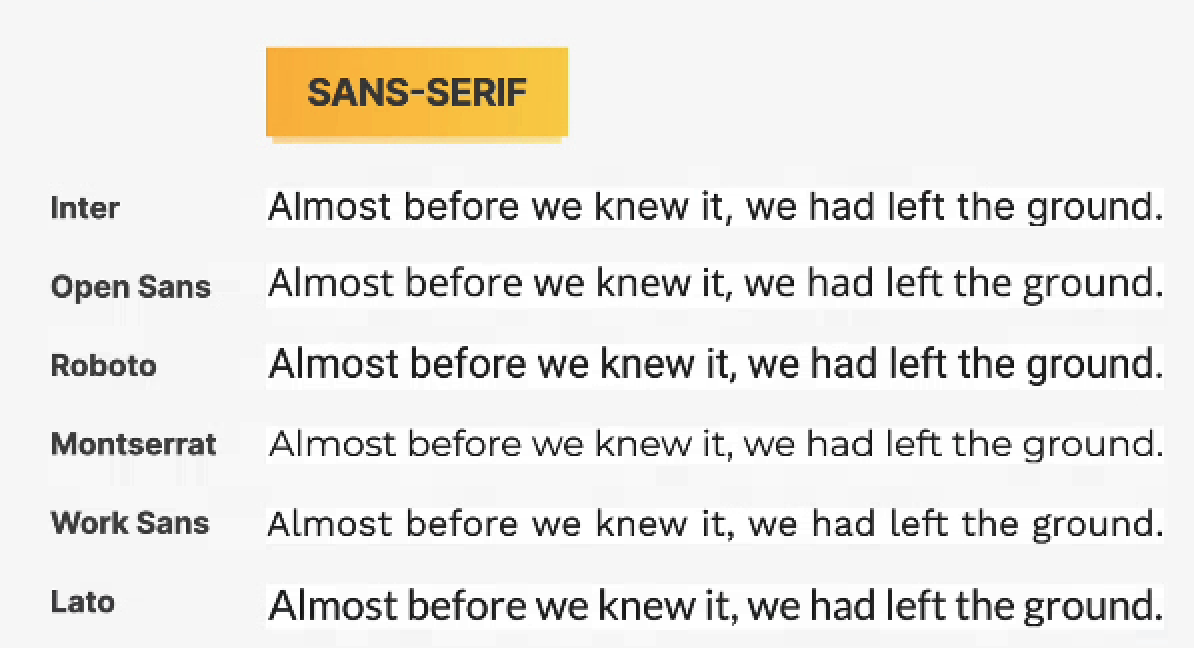 SANS-SERIF
Inter Almost before we knew it, we had left the ground.
Open Sans Almost before we knew it, we had left the ground.
Roboto Almost before we knew it, we had left the ground.
Montserrat Almost before we knew it, we had left the ground.
Work Sans Almost before we knew it, we had left the ground.
Lato Almost before we knew it, we had left the ground.